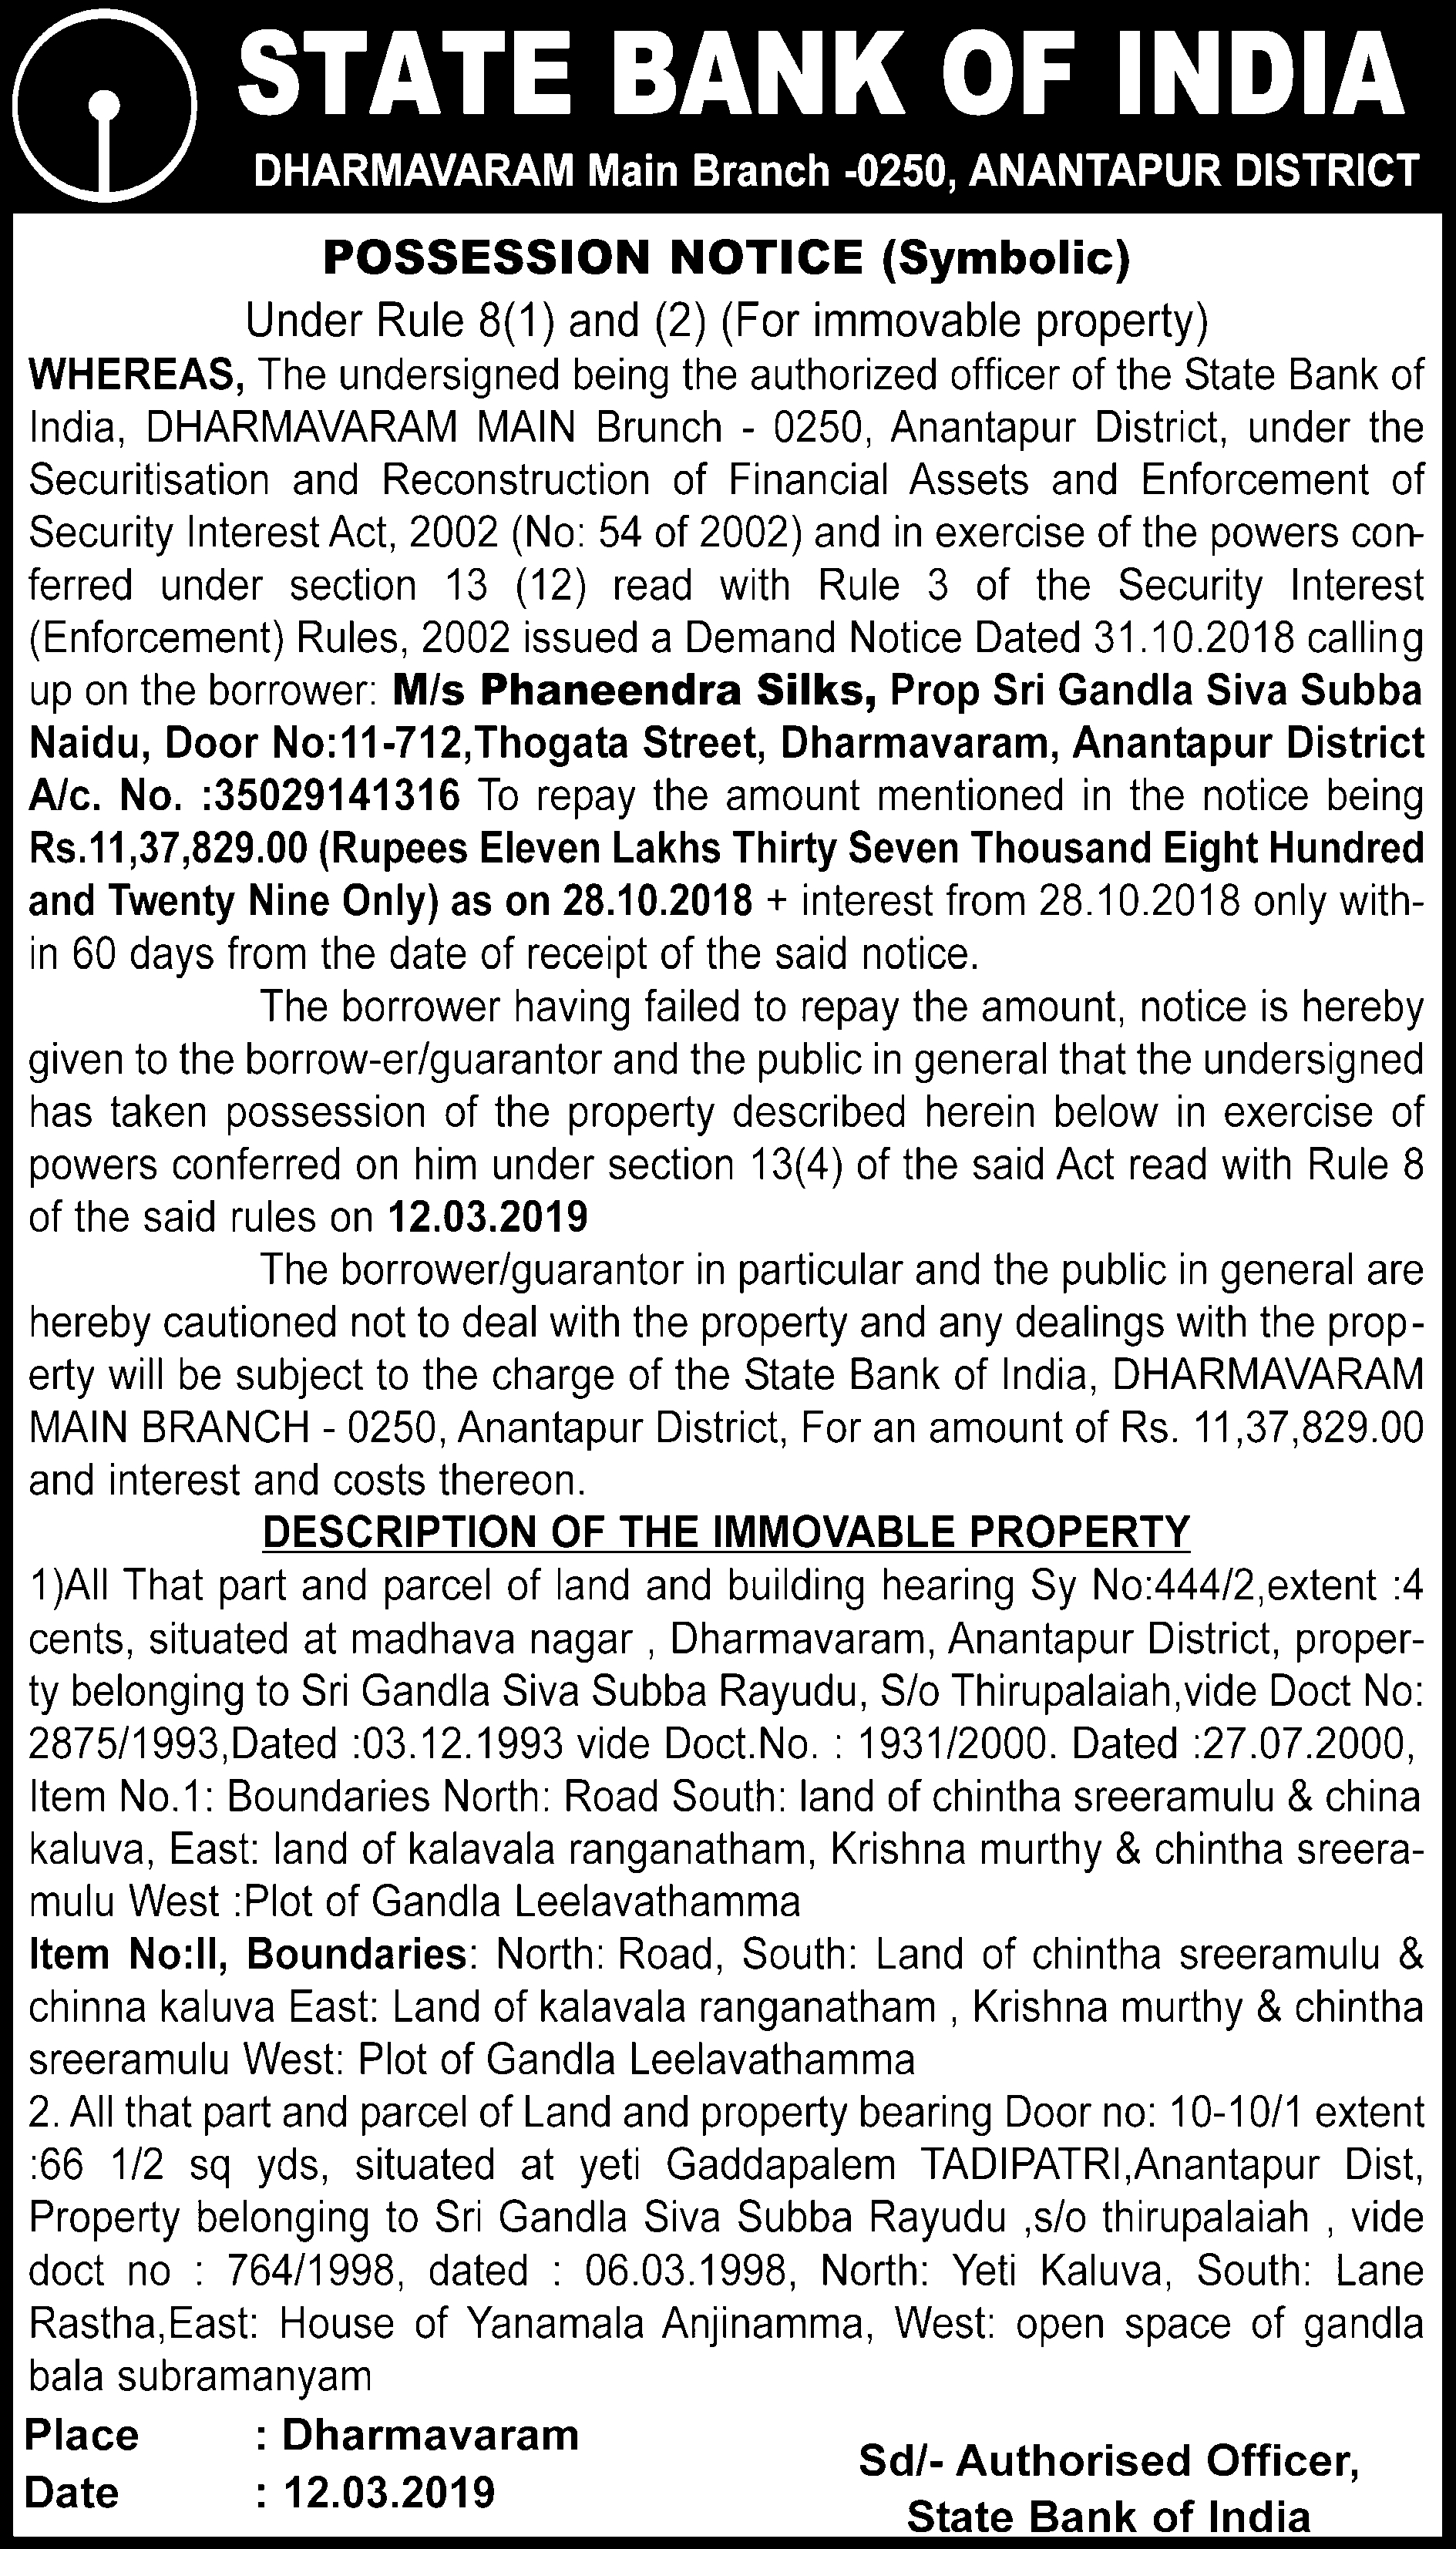 STATE BANK OF INDIA
DHARMAVARAM Main Branch -0250, ANANTAPUR DISTRICT
POSSESSION NOTICE (Symbolic)
Under Rule 8(1) and (2) (For immovable property)
WHEREAS, The undersigned being the authorized officer of the State Bank of
India, DHARMAVARAM MAIN Brunch - 0250, Anantapur District, under the
Securitisation and Reconstruction of Financial Assets and Enforcement of
Security Interest Act, 2002 (No: 54 of 2002) and in exercise of the powers con-
ferred under section 13 (12) read with Rule 3 of the Security Interest
(Enforcement) Rules, 2002 issued a Demand Notice Dated 31.10.2018 calling
up on the borrower: M/s Phaneendra Silks, Prop Sri Gandla Siva Subba
Naidu, Door No:11-712,Thogata Street, Dharmavaram, Anantapur District
A/c. No. :35029141316 To repay the amount mentioned in the notice being
Rs.11,37,829.00 (Rupees Eleven Lakhs Thirty Seven Thousand Eight Hundred
and Twenty Nine Only) as on 28.10.2018 + interest from 28.10.2018 only with-
in 60 days from the date of receipt of the said notice.
The borrower having failed to repay the amount, notice is hereby
given to the borrow-er/guarantor and the public in general that the undersigned
has taken possession of the property described herein below in exercise of
powers conferred on him under section 13(4) of the said Act read with Rule 8
of the said rules on 12.03.2019
The borrower/guarantor in particular and the public in general are
hereby cautioned not to deal with the property and any dealings with the prop-
erty will be subject to the charge of the State Bank of India, DHARMAVARAM
MAIN BRANCH - 0250, Anantapur District, For an amount of Rs. 11,37,829.00
and interest and costs thereon.
DESCRIPTION OF THE IMMOVABLE PROPERTY
1)All That part and parcel of land and building hearing Sy No:444/2,extent :4
cents, situated at madhava nagar , Dharmavaram, Anantapur District, proper-
ty belonging to Sri Gandla Siva Subba Rayudu, S/o Thirupalaiah,vide Doct No:
2875/1993,Dated :03.12.1993 vide Doct.No. : 1931/2000. Dated :27.07.2000,
Item No.1: Boundaries North: Road South: land of chintha sreeramulu & china
kaluva, East: land of kalavala ranganatham, Krishna murthy & chintha sreera-
mulu West :Plot of Gandla Leelavathamma
Item No:II, Boundaries: North: Road, South: Land of chintha sreeramulu &
chinna kaluva East: Land of kalavala ranganatham , Krishna murthy & chintha
sreeramulu West: Plot of Gandla Leelavathamma
2. All that part and parcel of Land and property bearing Door no: 10-10/1 extent
:66 1/2 sq yds, situated at yeti Gaddapalem TADIPATRI,Anantapur Dist,
Property belonging to Sri Gandla Siva Subba Rayudu ,s/o thirupalaiah , vide
doct no : 764/1998, dated : 06.03.1998, North: Yeti Kaluva, South: Lane
Rastha,East: House of Yanamala Anjinamma, West: open space of gandla
bala subramanyam
Place : Dharmavaram
Date : 12.03.2019
Sd/- Authorised Officer,
State Bank of India